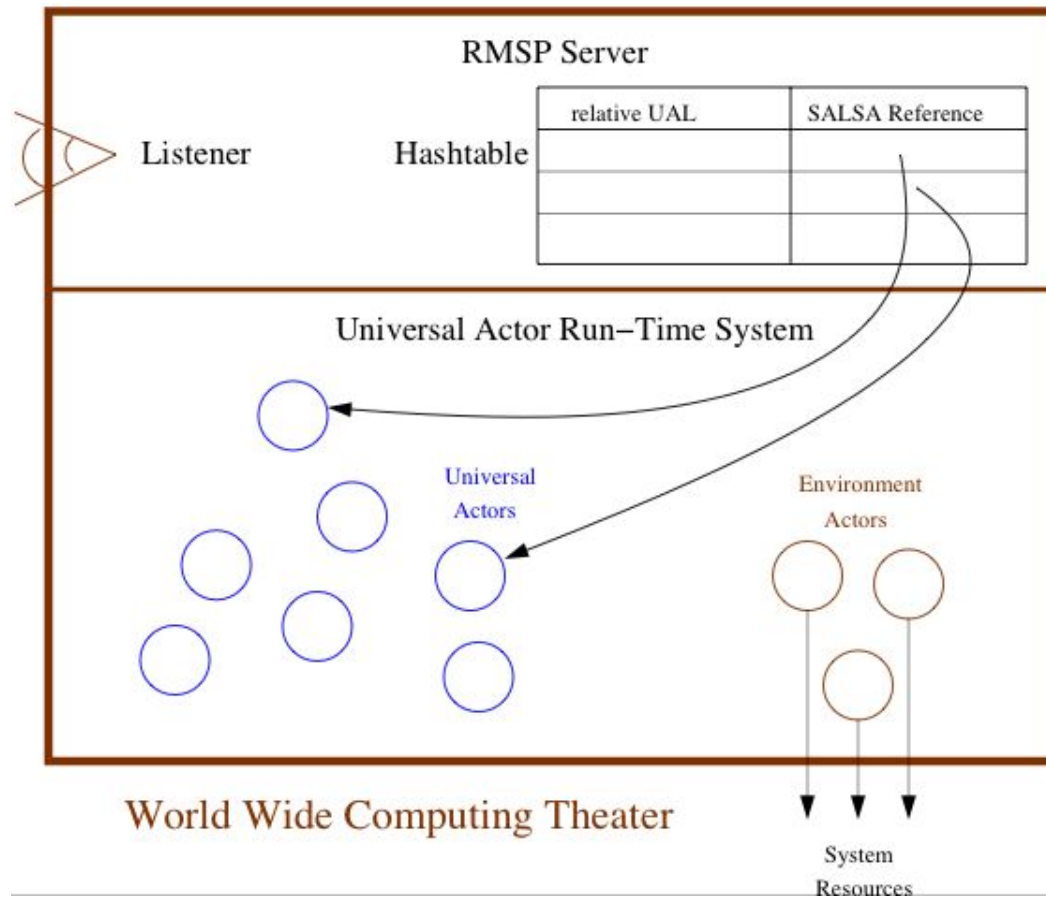 RMSP Server
relative UAL
SALSA Reference
Listener
Hashtable
Universal Actor Run−Time System
Universal
Actors
Environment
Actors
World Wide Computing Theater
System
Resources